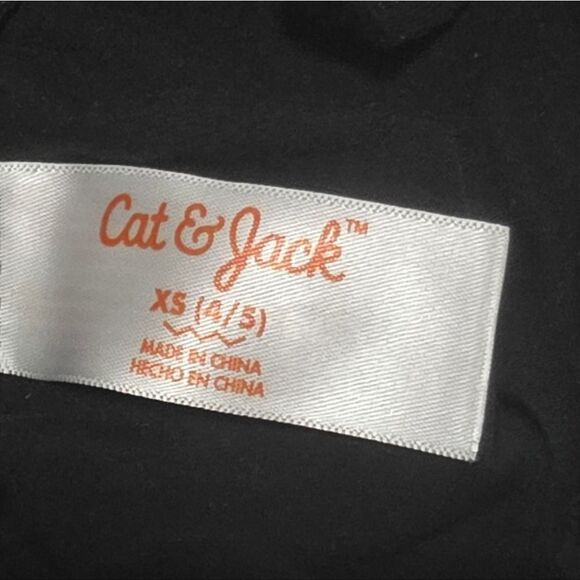 Cat & Jack™
XS (4/5)
MADE IN CHINA
HECHO EN CHINA